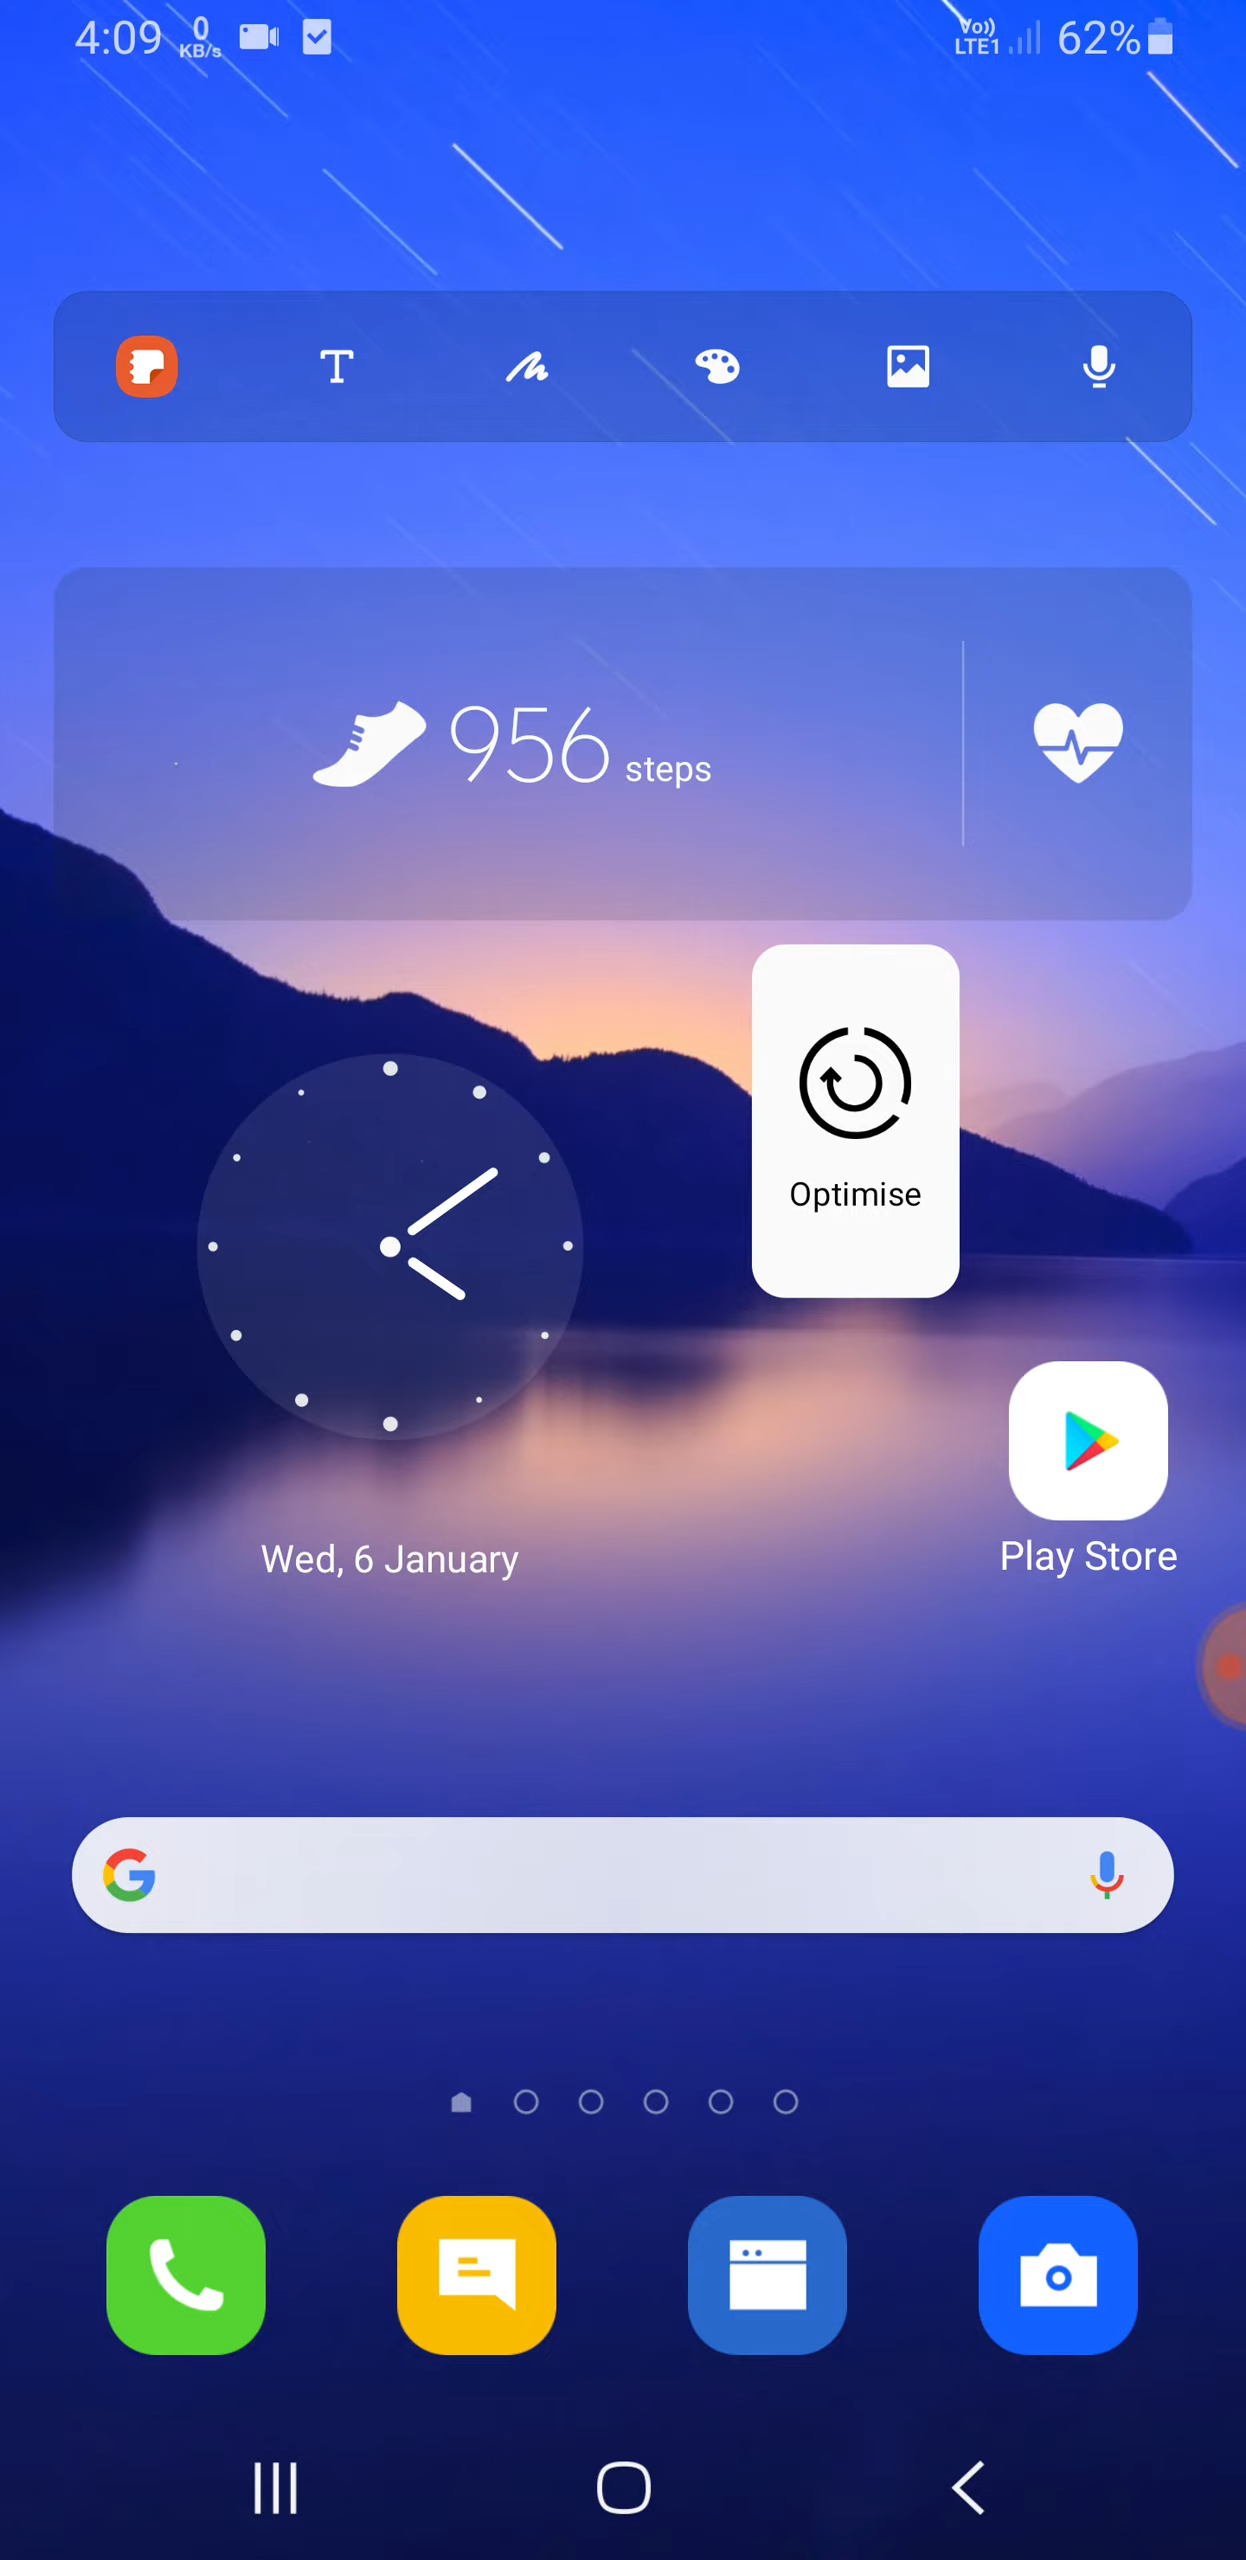 4:09 0 KB/s Vo)) LTE1 62%
T
956 steps
Optimise
Wed, 6 January
Play Store
G